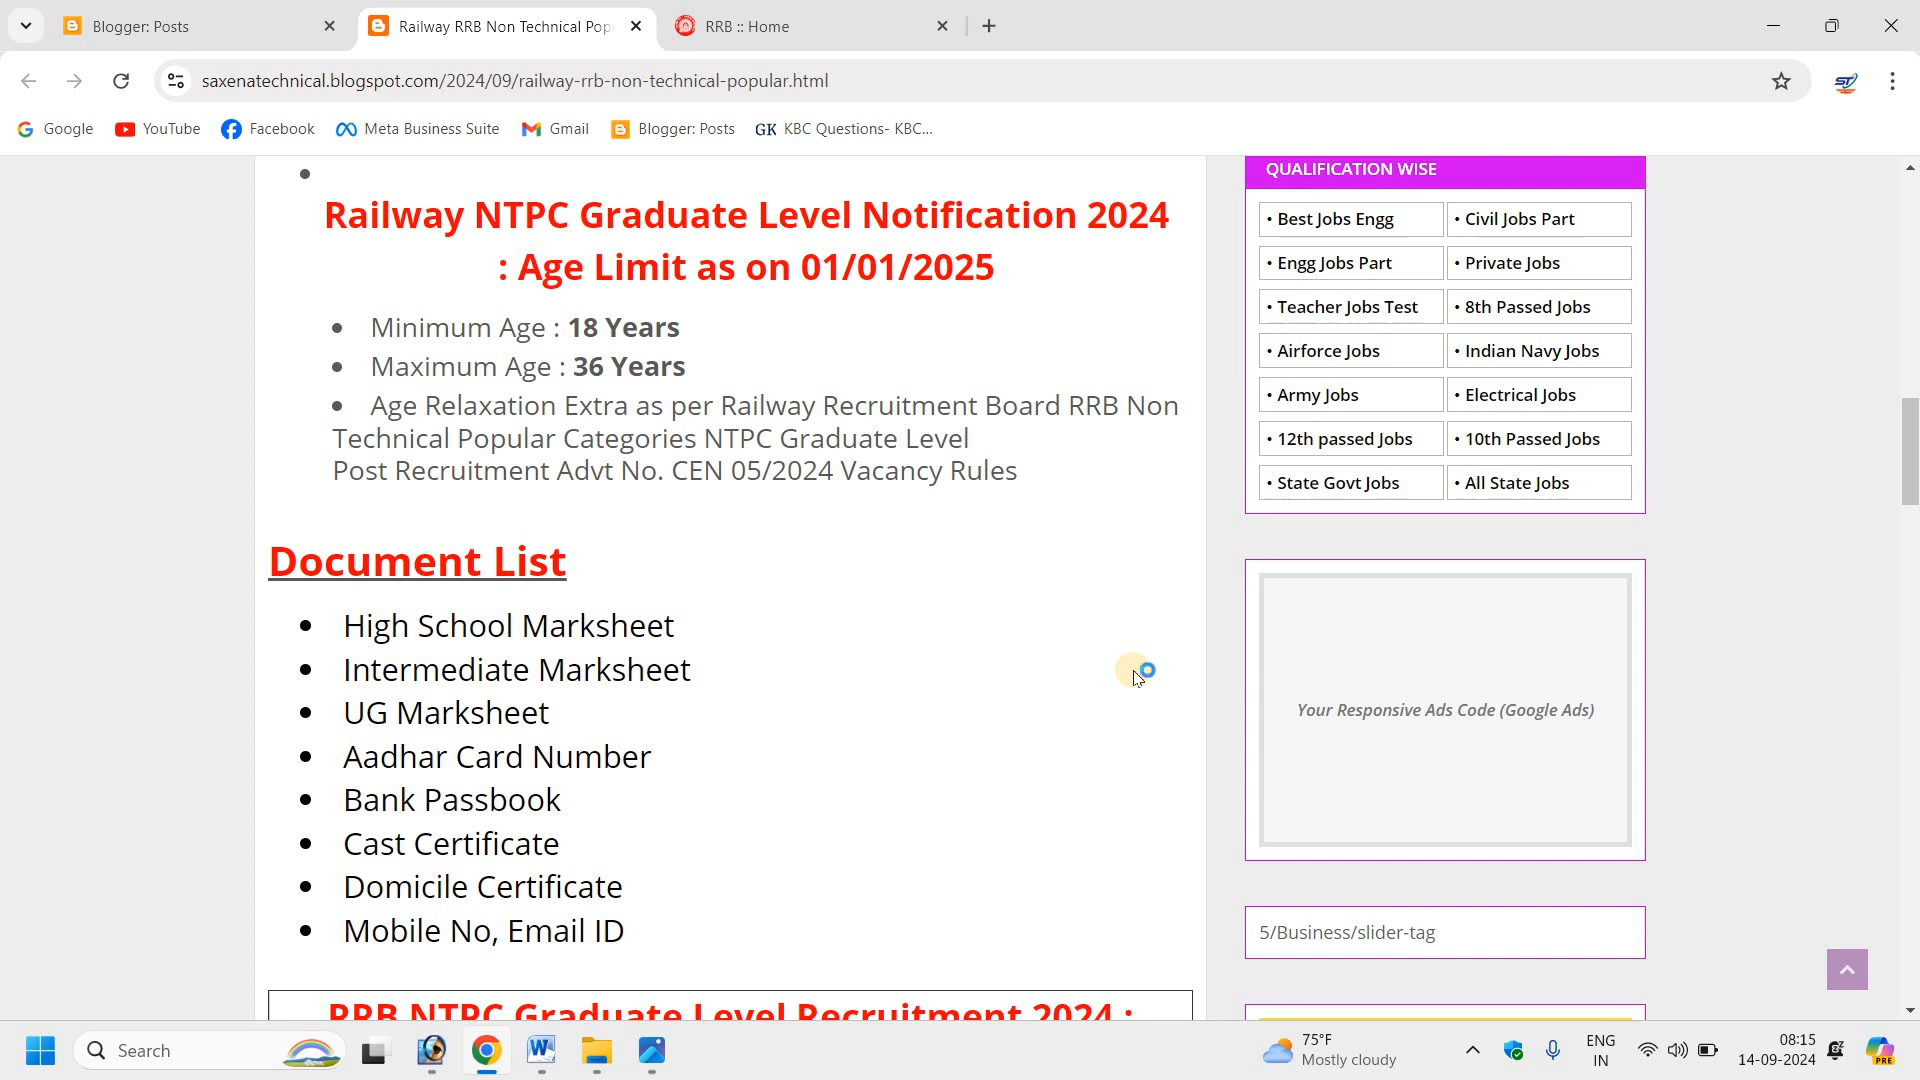 Blogger: Posts
Railway RRB Non Technical Pop
RRB :: Home
saxenatechnical.blogspot.com/2024/09/railway-rrb-non-technical-popular.html
Google
YouTube
Facebook
Meta Business Suite
Gmail
Blogger: Posts
GK KBC Questions- KBC...
Railway NTPC Graduate Level Notification 2024
: Age Limit as on 01/01/2025
• Minimum Age : 18 Years
• Maximum Age : 36 Years
• Age Relaxation Extra as per Railway Recruitment Board RRB Non
Technical Popular Categories NTPC Graduate Level
Post Recruitment Advt No. CEN 05/2024 Vacancy Rules
Document List
• High School Marksheet
• Intermediate Marksheet
• UG Marksheet
• Aadhar Card Number
• Bank Passbook
• Cast Certificate
• Domicile Certificate
• Mobile No, Email ID
RRB NTPC Graduate Level Recruitment 2024 :
QUALIFICATION WISE
• Best Jobs Engg
• Civil Jobs Part
• Engg Jobs Part
• Private Jobs
• Teacher Jobs Test
• 8th Passed Jobs
• Airforce Jobs
• Indian Navy Jobs
• Army Jobs
• Electrical Jobs
• 12th passed Jobs
• 10th Passed Jobs
• State Govt Jobs
• All State Jobs
Your Responsive Ads Code (Google Ads)
5/Business/slider-tag
Search
75°F
Mostly cloudy
ENG
IN
08:15
14-09-2024
PRE